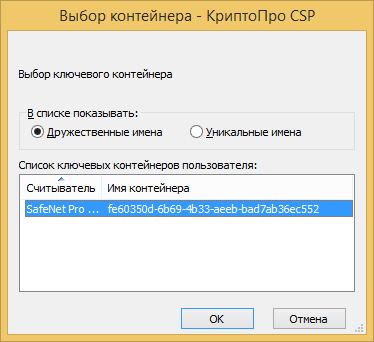 Выбор контейнера - КриптоПро CSP
Выбор ключевого контейнера
В списке показывать:
Дружественные имена Уникальные имена
Список ключевых контейнеров пользователя:
Считыватель Имя контейнера
SafeNet Pro ... fe60350d-6b69-4b33-aeeb-bad7ab36ec552
OK Отмена